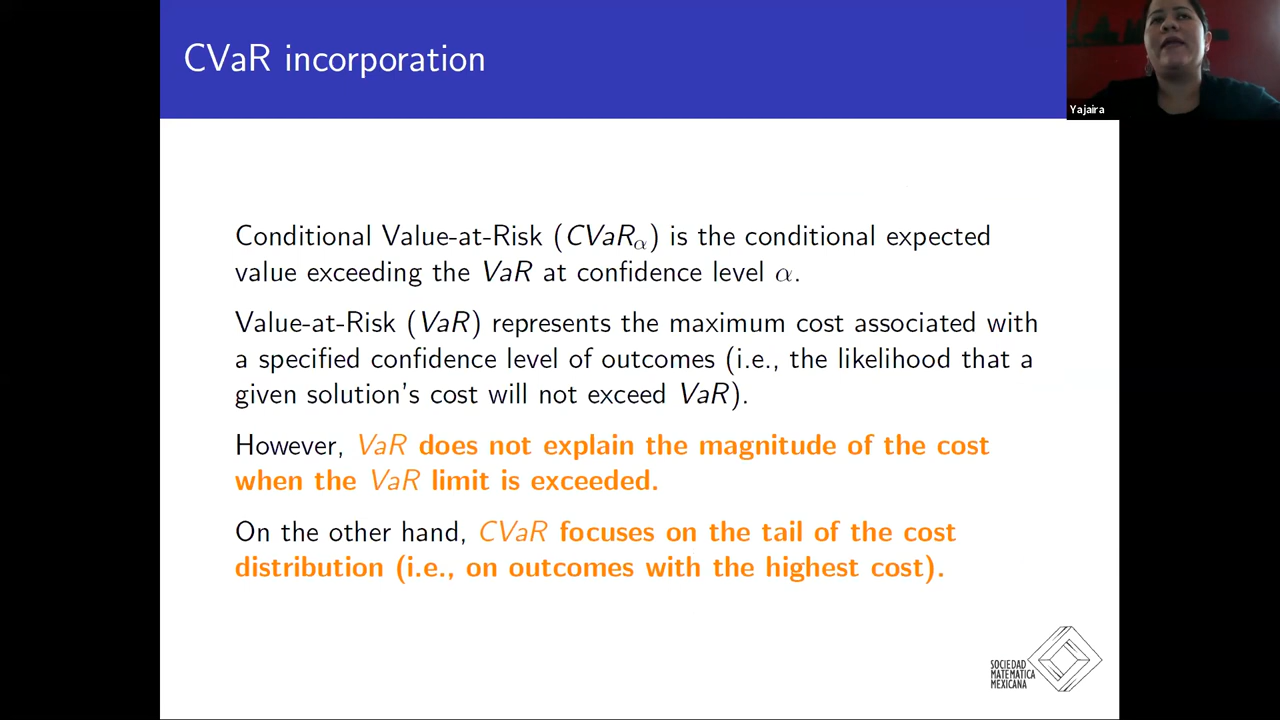 CVaR incorporation
Yajaira
Conditional Value-at-Risk (CVaRα) is the conditional expected
value exceeding the VaR at confidence level α.
Value-at-Risk (VaR) represents the maximum cost associated with
a specified confidence level of outcomes (i.e., the likelihood that a
given solution's cost will not exceed VaR).
However, VaR does not explain the magnitude of the cost
when the VaR limit is exceeded.
On the other hand, CVaR focuses on the tail of the cost
distribution (i.e., on outcomes with the highest cost).
SOCIEDAD
MATEMATICA
MEXICANA